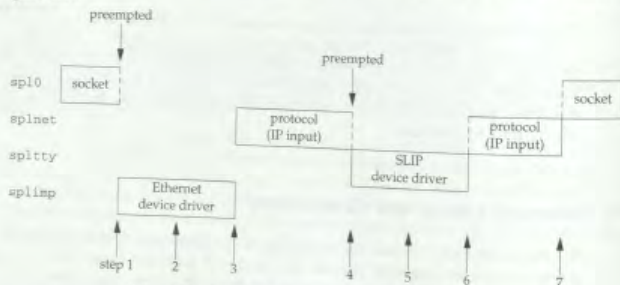 preempted
preempted
spl0
socket
socket
splnet
protocol
(IP input)
protocol
(IP input)
spltty
SLIP
device driver
splimp
Ethernet
device driver
step 1
2
3
4
5
6
7